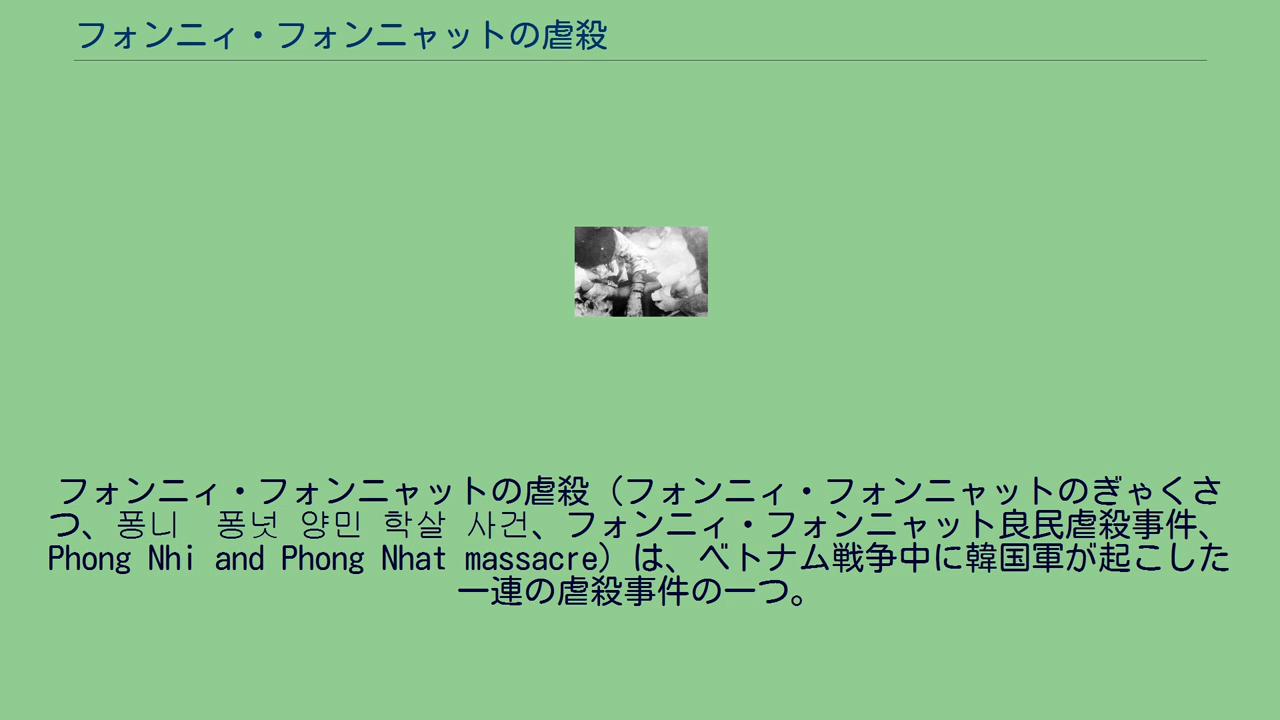 フォンニィ・フォンニャットの虐殺
フォンニィ・フォンニャットの虐殺（フォンニィ・フォンニャットのぎゃくさ
つ、퐁니 퐁넛 양민 학살 사건、フォンニィ・フォンニャット良民虐殺事件、
Phong Nhi and Phong Nhat massacre）は、ベトナム戦争中に韓国軍が起こした
一連の虐殺事件の一つ。